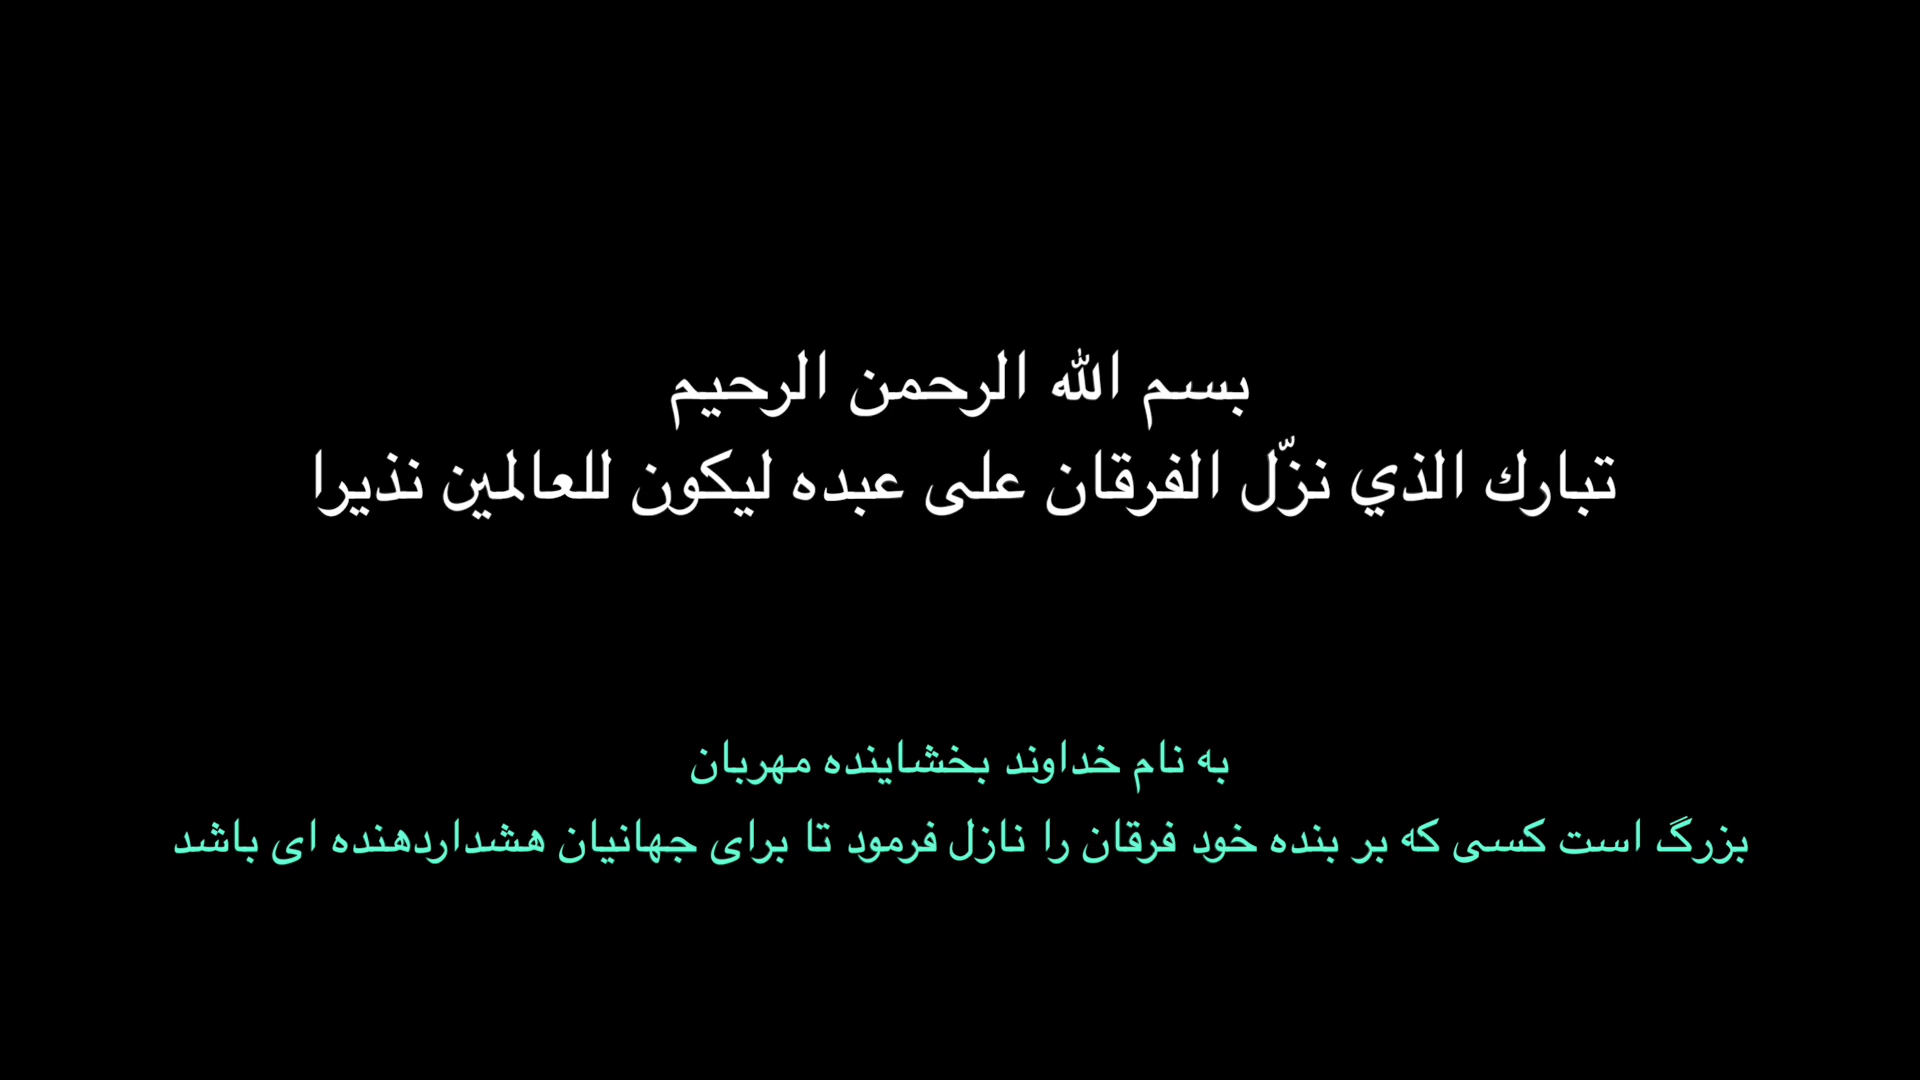 بسم الله الرحمن الرحيم
تبارك الذي نزّل الفرقان على عبده ليكون للعالمين نذيرا
به نام خداوند بخشاینده مهربان
بزرگ است کسی که بر بنده خود فرقان را نازل فرمود تا برای جهانیان هشداردهنده ای باشد